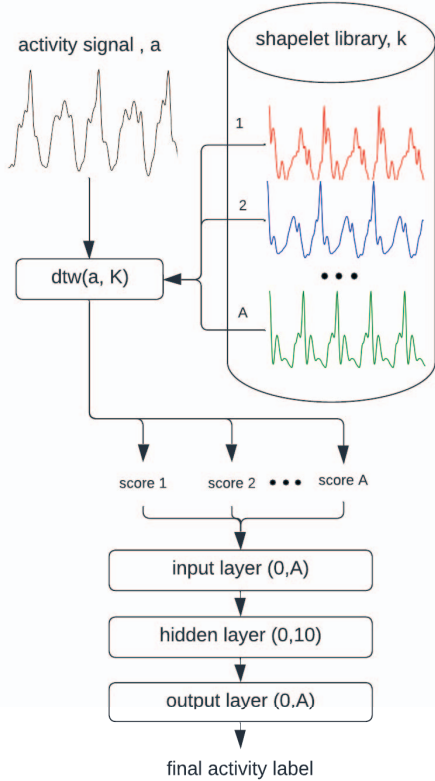 activity signal , a
shapelet library, k
1
2
A
dtw(a, K)
score 1
score 2
score A
input layer (0,A)
hidden layer (0,10)
output layer (0,A)
final activity label